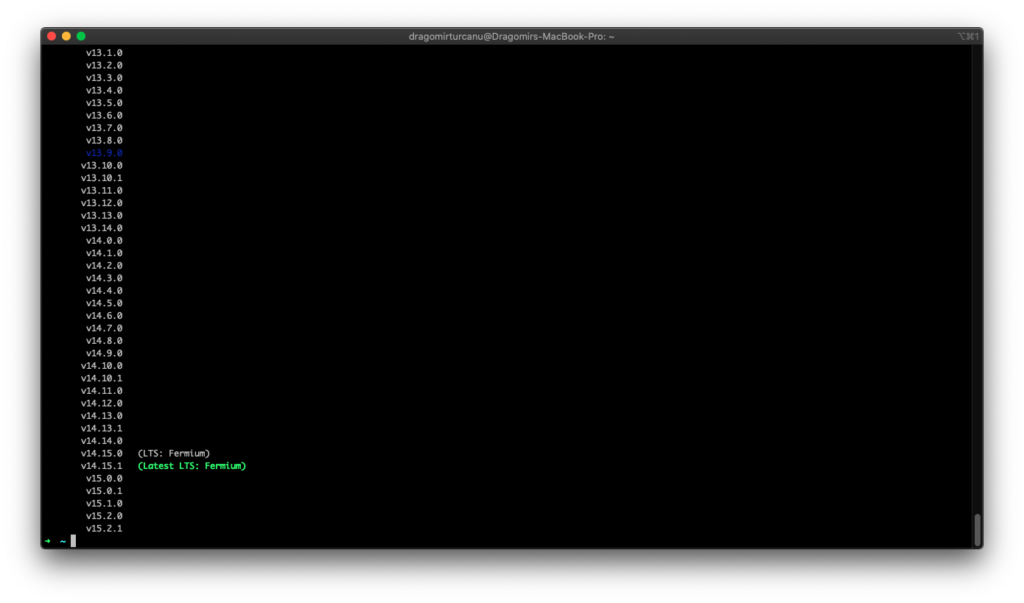 dragomirturcanu@Dragomirs-MacBook-Pro: ~
⌥⌘1
v13.1.0
v13.2.0
v13.3.0
v13.4.0
v13.5.0
v13.6.0
v13.7.0
v13.8.0
v13.9.0
v13.10.0
v13.10.1
v13.11.0
v13.12.0
v13.13.0
v13.14.0
v14.0.0
v14.1.0
v14.2.0
v14.3.0
v14.4.0
v14.5.0
v14.6.0
v14.7.0
v14.8.0
v14.9.0
v14.10.0
v14.10.1
v14.11.0
v14.12.0
v14.13.0
v14.13.1
v14.14.0
v14.15.0 (LTS: Fermium)
v14.15.1 (Latest LTS: Fermium)
v15.0.0
v15.0.1
v15.1.0
v15.2.0
v15.2.1
➜ ~